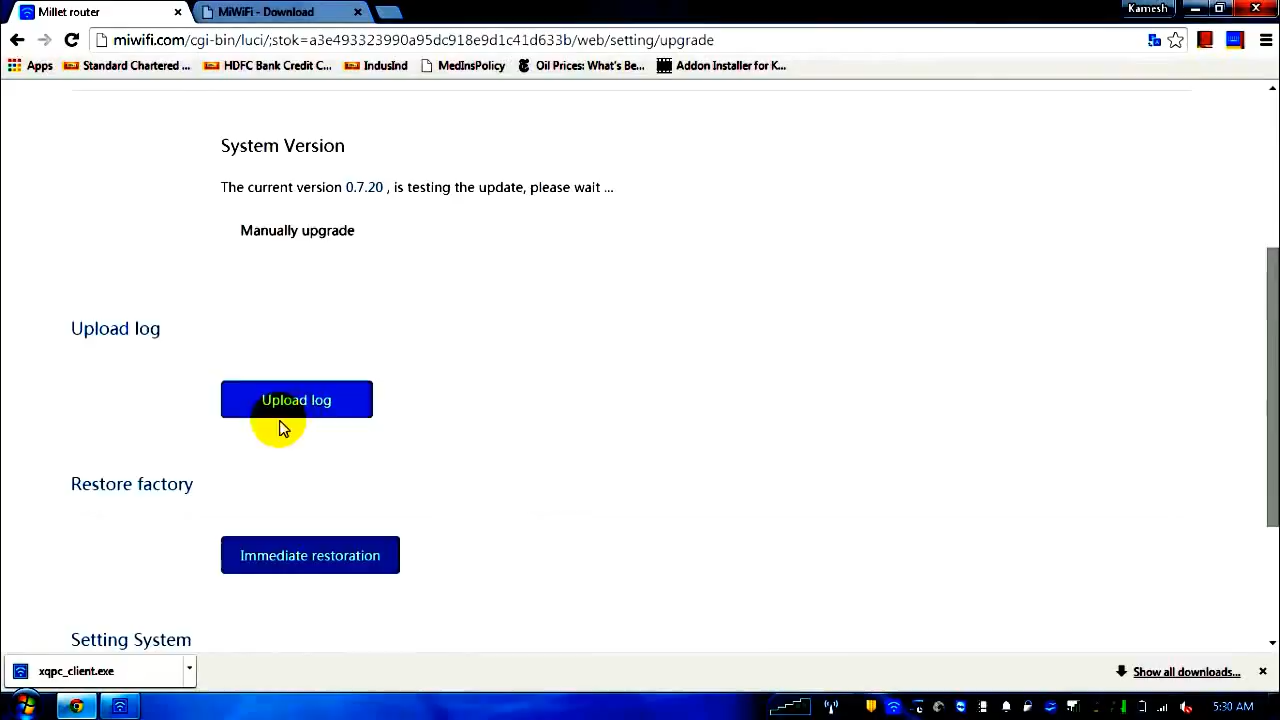 Millet router
MiWiFi - Download
Kamesh
miwifi.com/cgi-bin/luci/;stok=a3e493323990a95dc918e9d1c41d633b/web/setting/upgrade
Apps
Standard Chartered ...
HDFC Bank Credit C...
IndusInd
MedInsPolicy
Oil Prices: What's Be...
Addon Installer for K...
System Version
The current version 0.7.20 , is testing the update, please wait ...
Manually upgrade
Upload log
Upload log
Restore factory
Immediate restoration
Setting System
xqpc_client.exe
Show all downloads...
5:30 AM